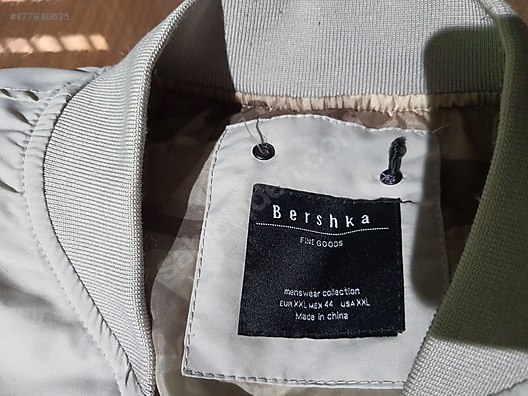 #877980635
Bershka
FINE GOODS
menswear collection
EUR XXL MEX 44 USA XXL
Made in china